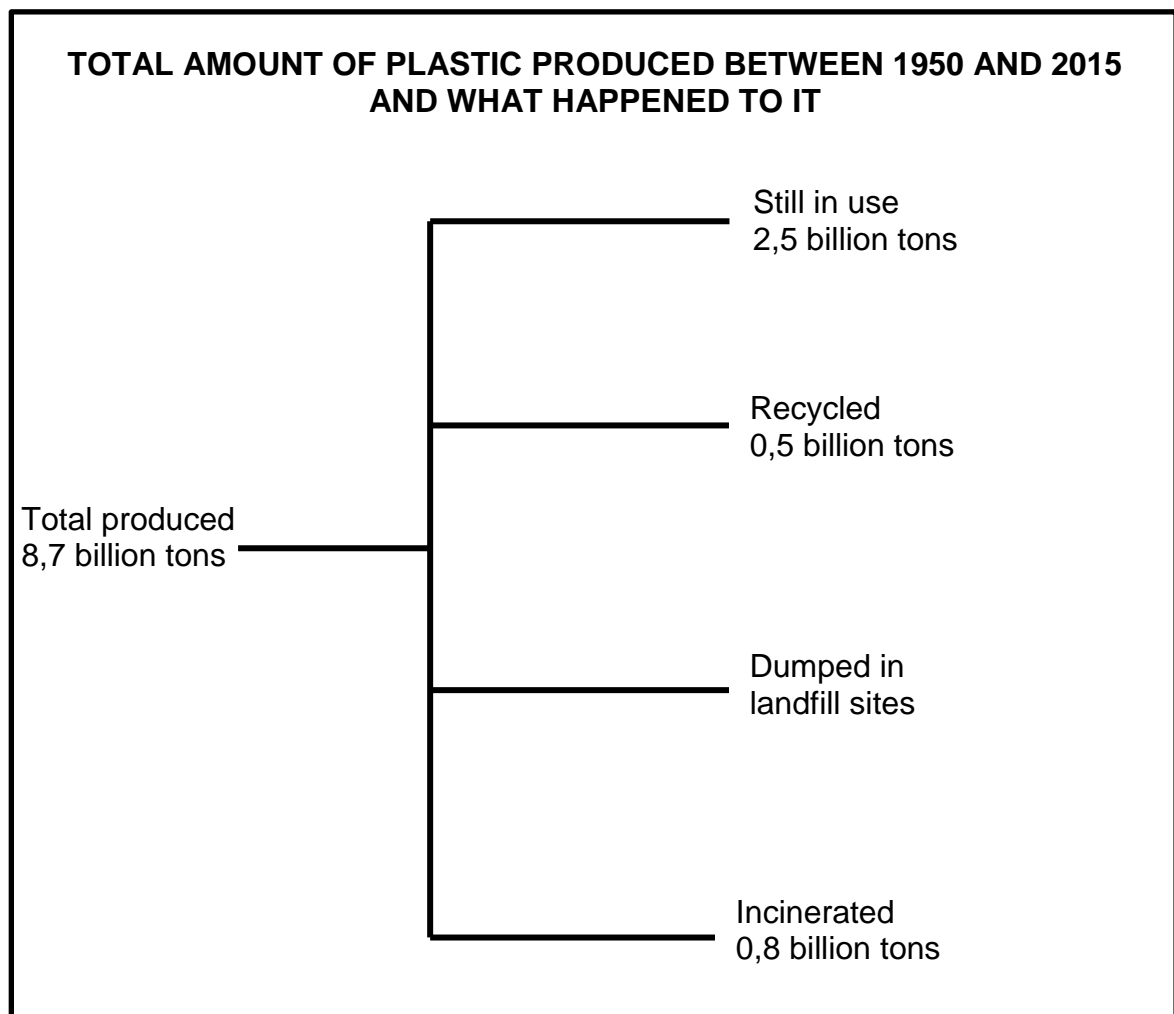 TOTAL AMOUNT OF PLASTIC PRODUCED BETWEEN 1950 AND 2015
AND WHAT HAPPENED TO IT
Still in use
2,5 billion tons
Recycled
0,5 billion tons
Total produced
8,7 billion tons
Dumped in
landfill sites
Incinerated
0,8 billion tons